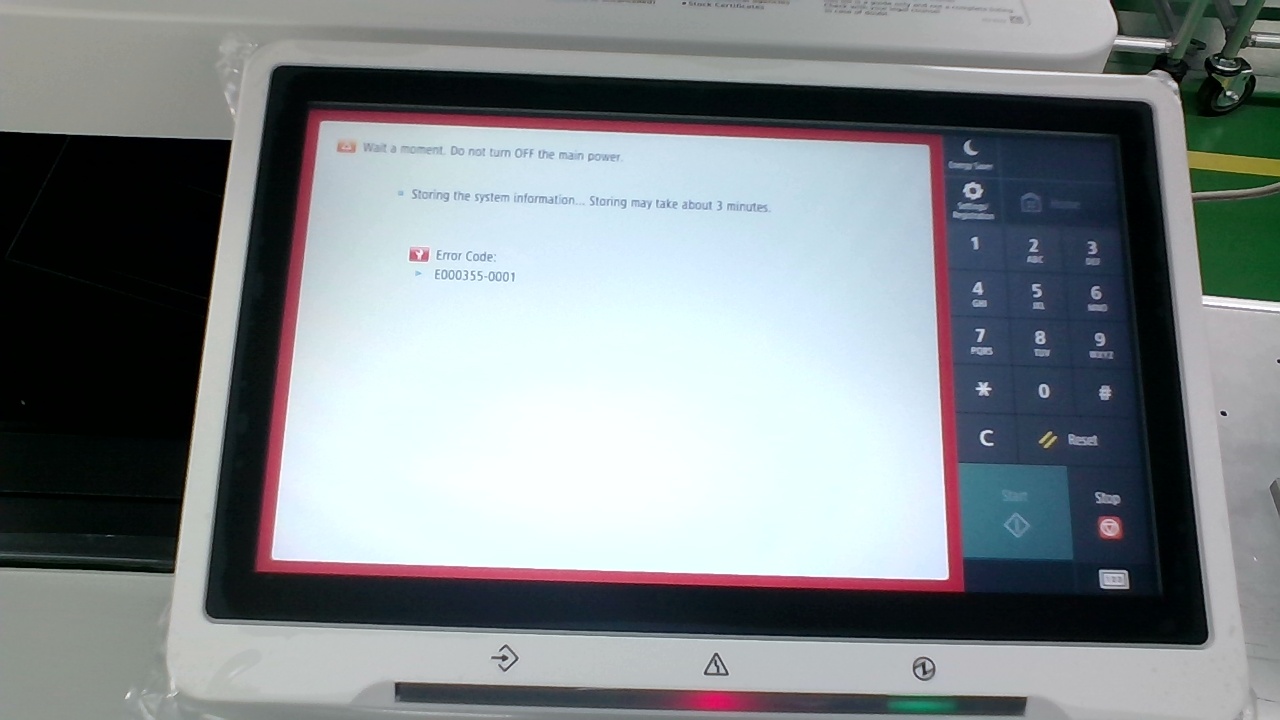 Stock Certificates
Wait a moment. Do not turn OFF the main power.
Storing the system information... Storing may take about 3 minutes.
Error Code:
E000355-0001
Energy Saver
Settings/
Registration
Home
1
2
ABC
3
DEF
4
GHI
5
JKL
6
MNO
7
PQRS
8
TUV
9
WXYZ
*
0
#
C
Reset
Start
Stop
123